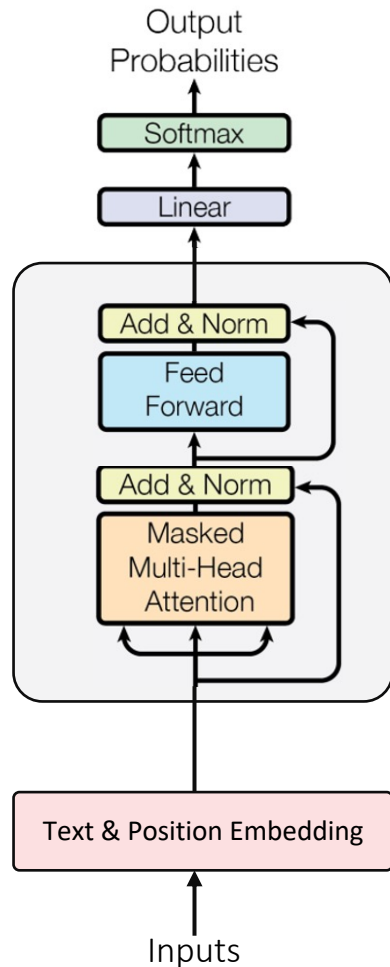 Output
Probabilities
Softmax
Linear
Add & Norm
Feed
Forward
Add & Norm
Masked
Multi-Head
Attention
Text & Position Embedding
Inputs